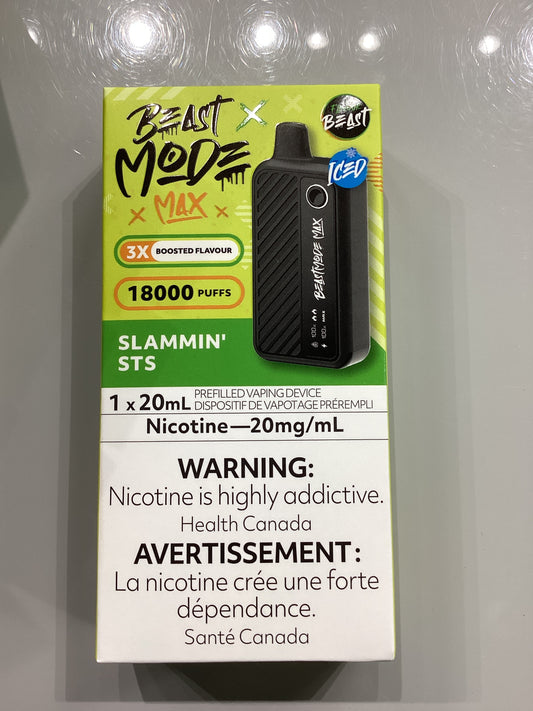 BEAST
MODE
MAX
BEAST
ICED
3X BOOSTED FLAVOUR
18000 PUFFS
BEASTMODE MAX
100% 100%
SLAMMIN'
STS
1 x 20mL PREFILLED VAPING DEVICE
DISPOSITIF DE VAPOTAGE PRÉREMPLI
Nicotine—20mg/mL
WARNING:
Nicotine is highly addictive.
Health Canada
AVERTISSEMENT :
La nicotine crée une forte
dépendance.
Santé Canada